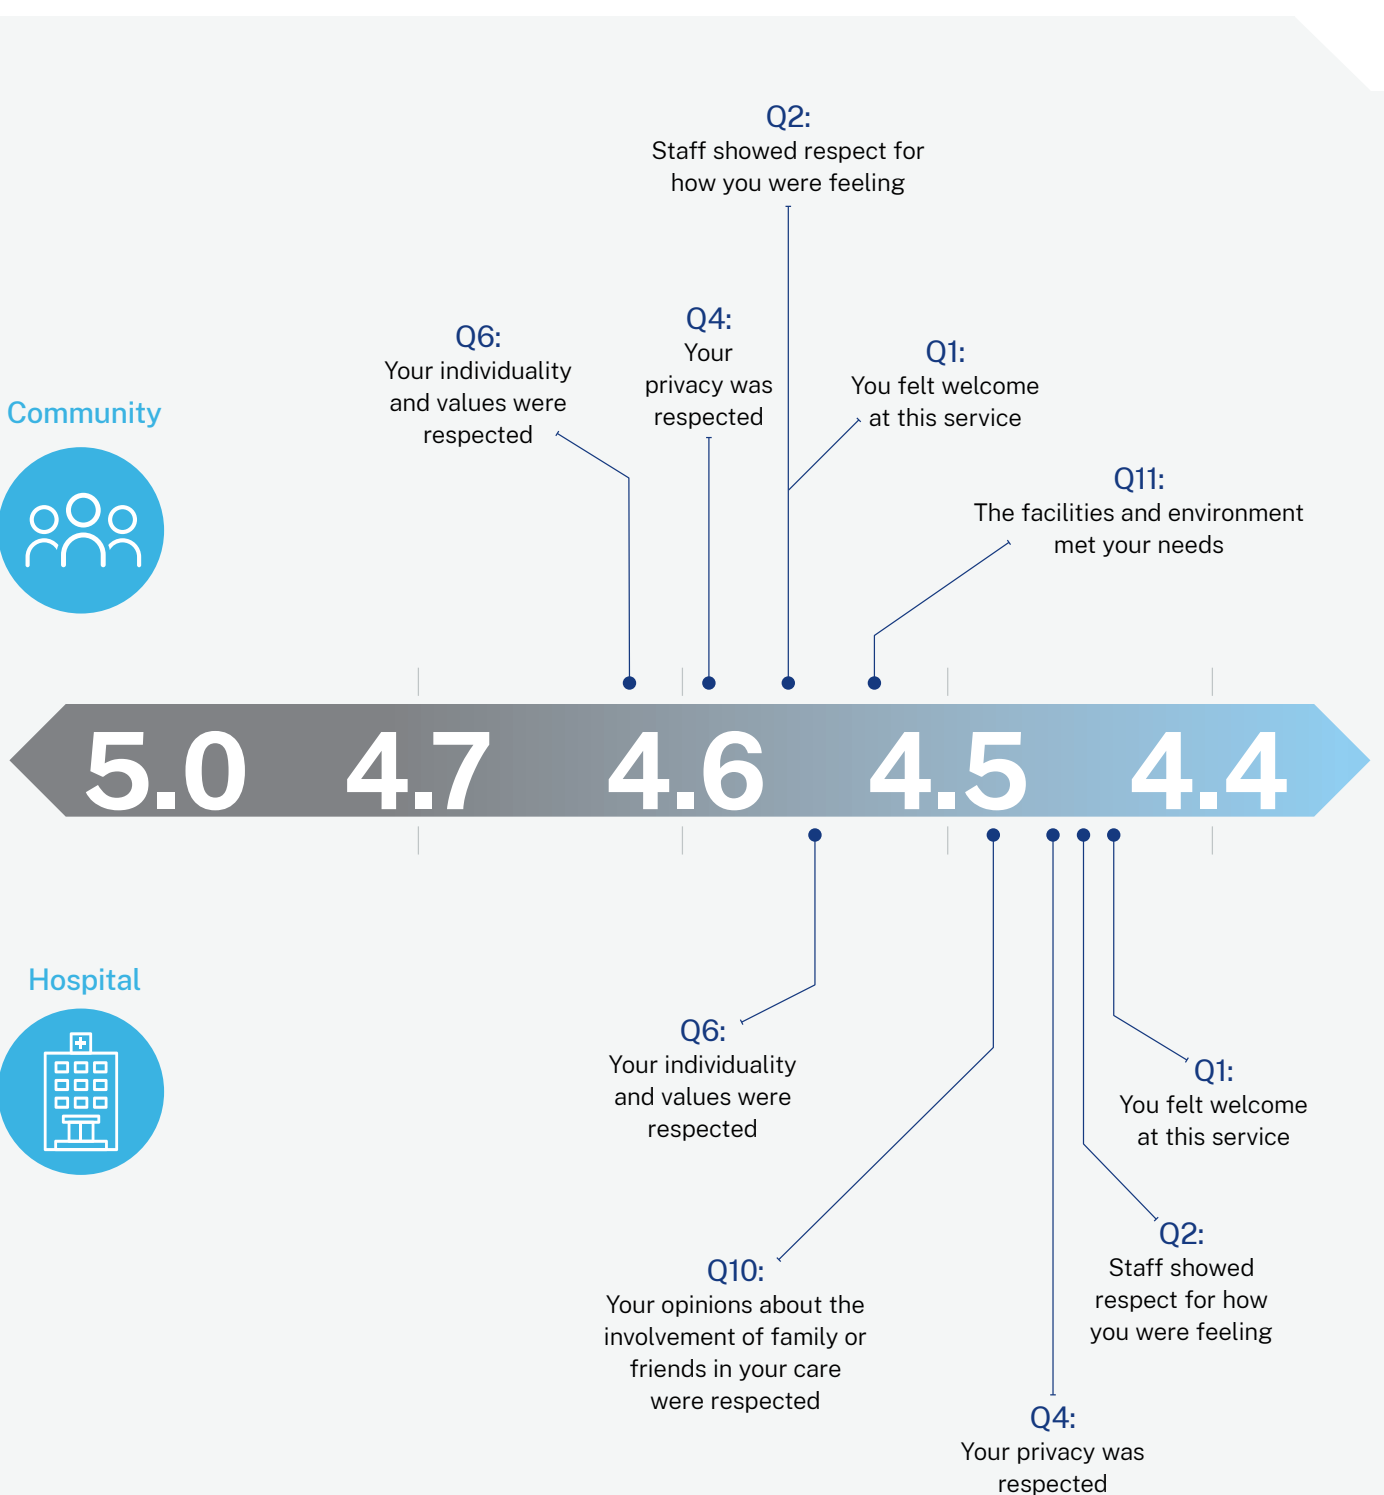 Q2:
Staff showed respect for
how you were feeling
Q6:
Your individuality
and values were
respected
Q4:
Your
privacy was
respected
Q1:
You felt welcome
at this service
Community
Q11:
The facilities and environment
met your needs
5.0 4.7 4.6 4.5 4.4
Hospital
Q6:
Your individuality
and values were
respected
Q1:
You felt welcome
at this service
Q10:
Your opinions about the
involvement of family or
friends in your care
were respected
Q2:
Staff showed
respect for how
you were feeling
Q4:
Your privacy was
respected